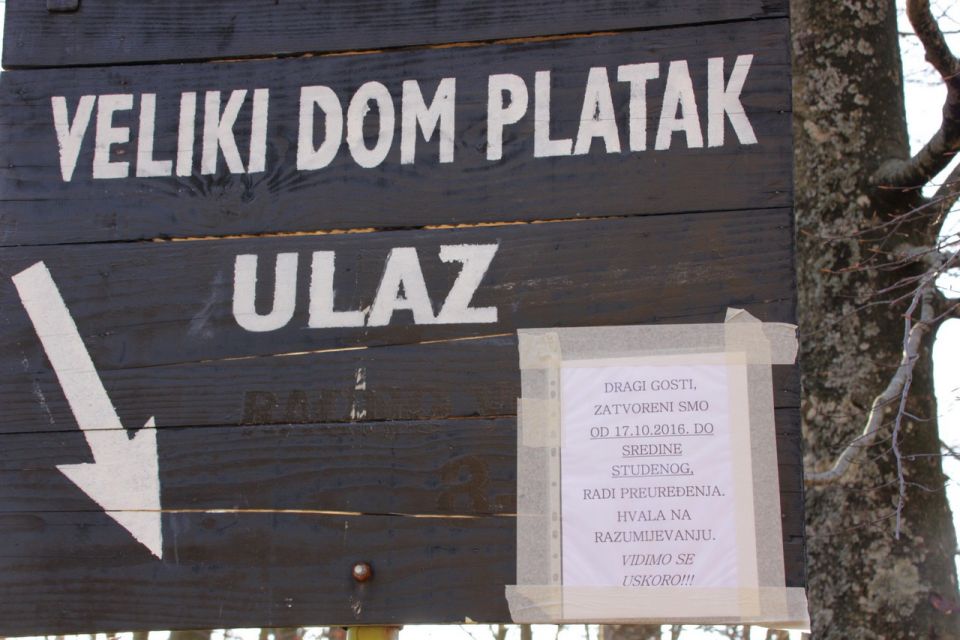 VELIKI DOM PLATAK
ULAZ
DRAGI GOSTI,
ZATVORENI SMO
OD 17.10.2016. DO
SREDINE
STUDENOG,
RADI PREUREĐENJA.
HVALA NA
RAZUMIJEVANJU.
VIDIMO SE
USKORO!!!